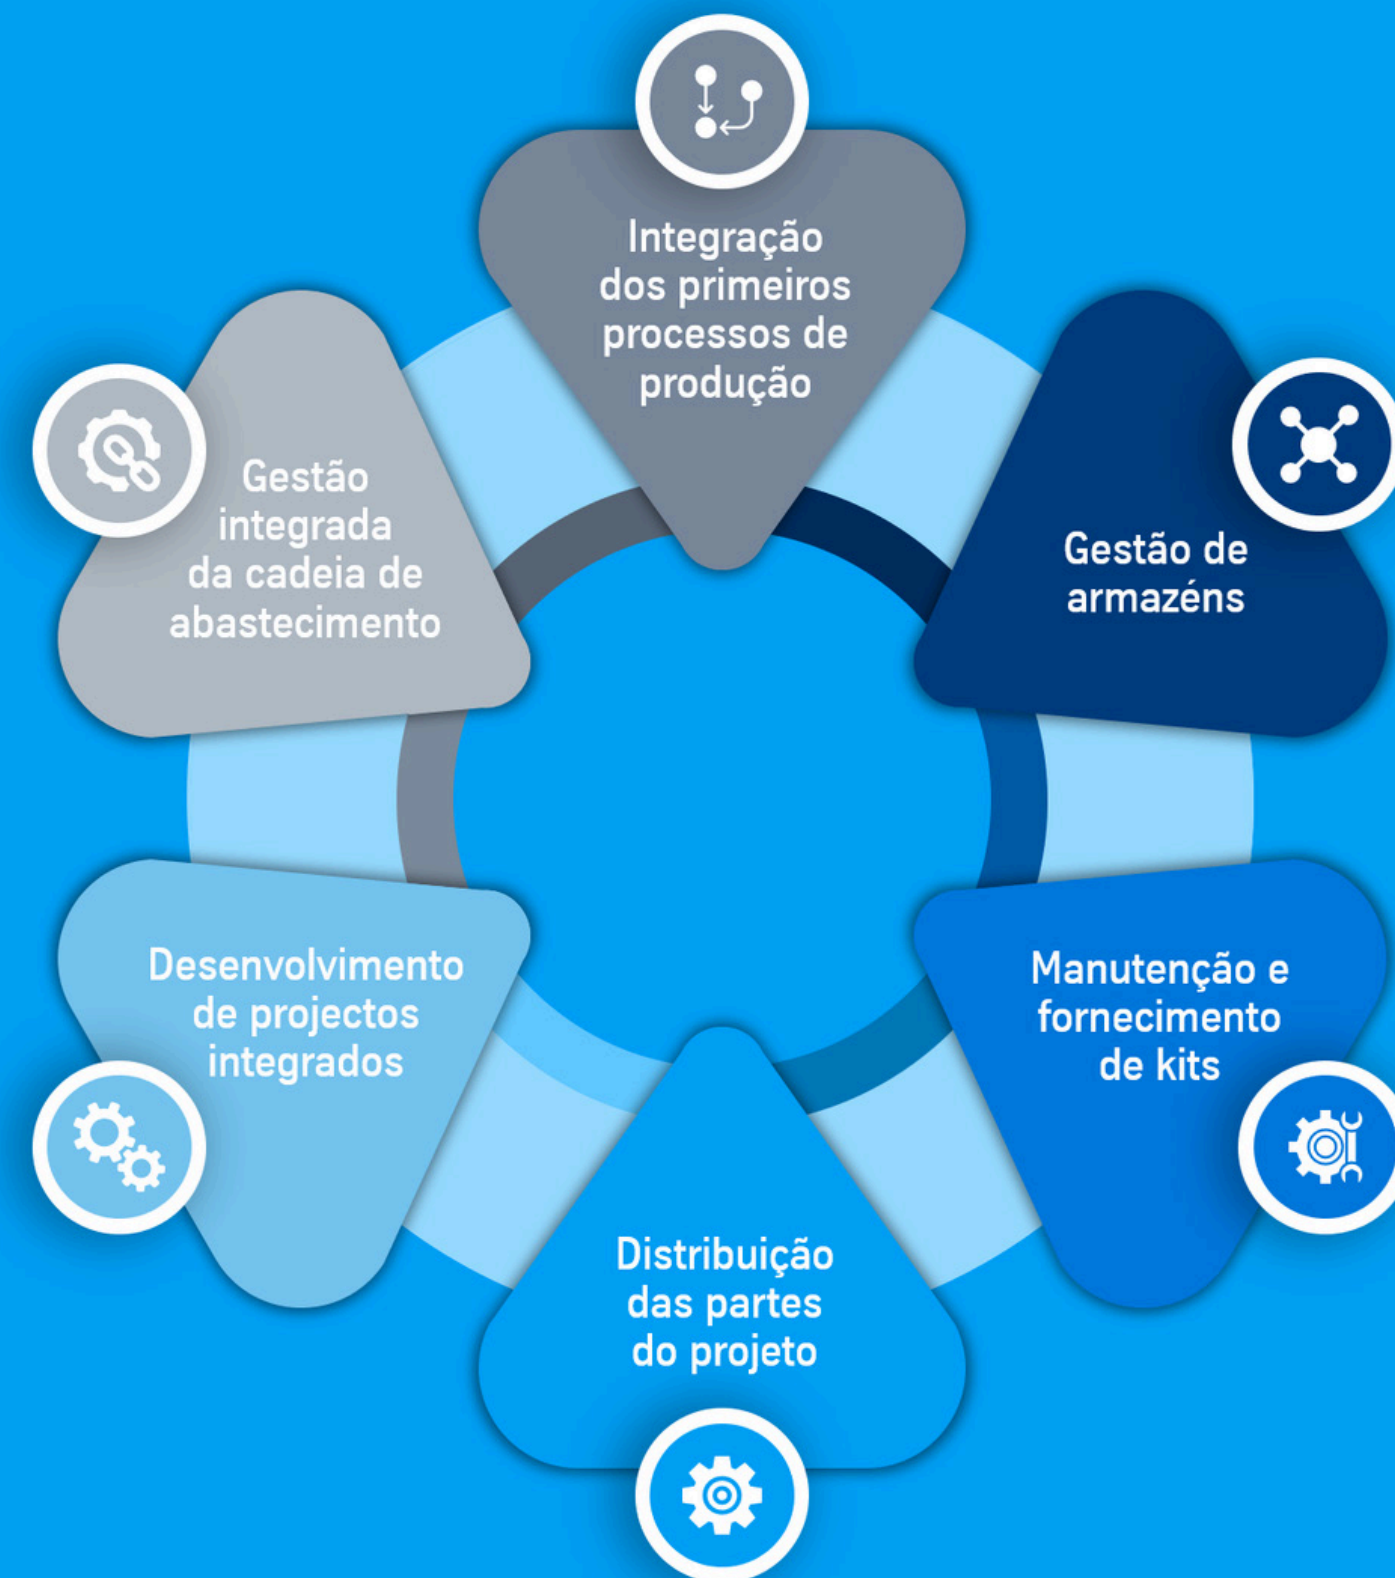 Integração
dos primeiros
processos de
produção
Gestão de
armazéns
Manutenção e
fornecimento
de kits
Distribuição
das partes
do projeto
Desenvolvimento
de projectos
integrados
Gestão
integrada
da cadeia de
abastecimento